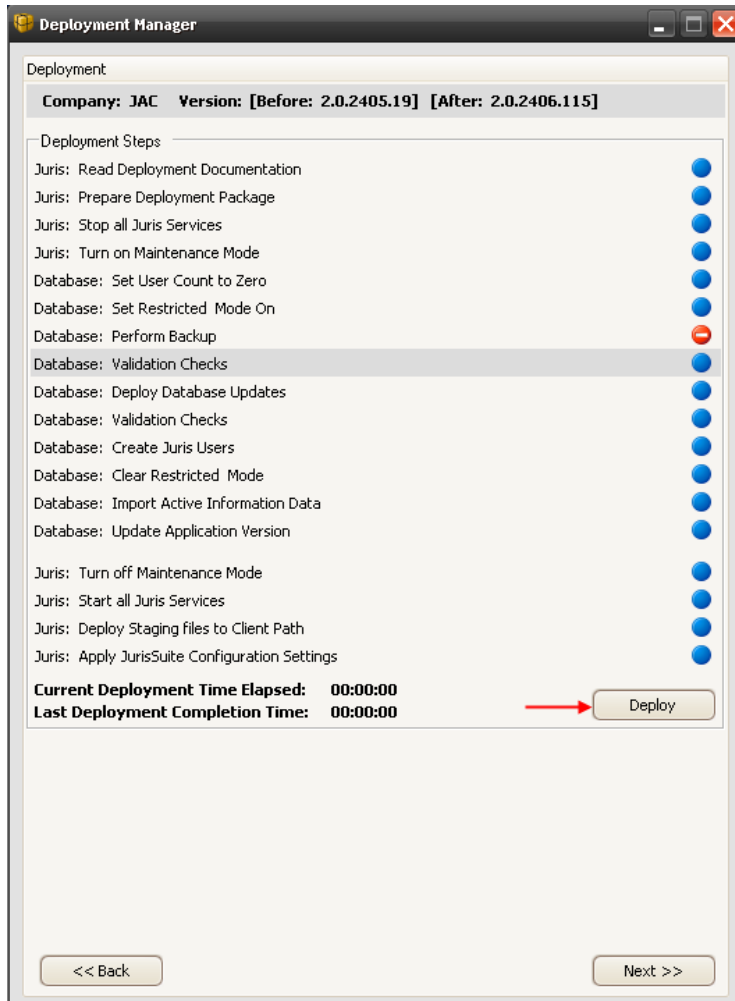 Deployment Manager
Deployment
Company: JAC Version: [Before: 2.0.2405.19] [After: 2.0.2406.115]
Deployment Steps
Juris: Read Deployment Documentation
Juris: Prepare Deployment Package
Juris: Stop all Juris Services
Juris: Turn on Maintenance Mode
Database: Set User Count to Zero
Database: Set Restricted Mode On
Database: Perform Backup
Database: Validation Checks
Database: Deploy Database Updates
Database: Validation Checks
Database: Create Juris Users
Database: Clear Restricted Mode
Database: Import Active Information Data
Database: Update Application Version
Juris: Turn off Maintenance Mode
Juris: Start all Juris Services
Juris: Deploy Staging files to Client Path
Juris: Apply JurisSuite Configuration Settings
Current Deployment Time Elapsed: 00:00:00
Last Deployment Completion Time: 00:00:00
Deploy
<< Back
Next >>